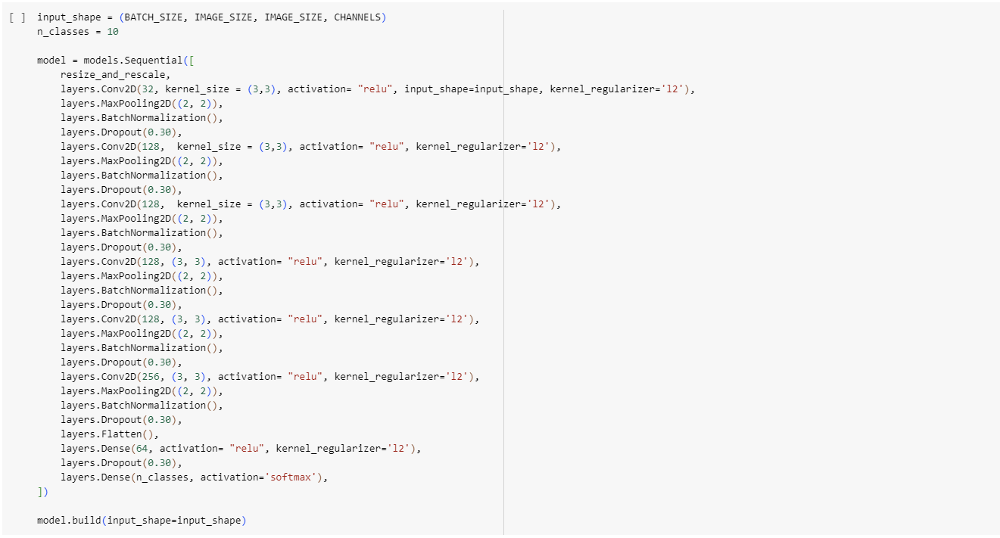 [ ] input_shape = (BATCH_SIZE, IMAGE_SIZE, IMAGE_SIZE, CHANNELS)
n_classes = 10
model = models.Sequential([
resize_and_rescale,
layers.Conv2D(32, kernel_size = (3,3), activation= "relu", input_shape=input_shape, kernel_regularizer='l2'),
layers.MaxPooling2D((2, 2)),
layers.BatchNormalization(),
layers.Dropout(0.30),
layers.Conv2D(128,  kernel_size = (3,3), activation= "relu", kernel_regularizer='l2'),
layers.MaxPooling2D((2, 2)),
layers.BatchNormalization(),
layers.Dropout(0.30),
layers.Conv2D(128,  kernel_size = (3,3), activation= "relu", kernel_regularizer='l2'),
layers.MaxPooling2D((2, 2)),
layers.BatchNormalization(),
layers.Dropout(0.30),
layers.Conv2D(128, (3, 3), activation= "relu", kernel_regularizer='l2'),
layers.MaxPooling2D((2, 2)),
layers.BatchNormalization(),
layers.Dropout(0.30),
layers.Conv2D(128, (3, 3), activation= "relu", kernel_regularizer='l2'),
layers.MaxPooling2D((2, 2)),
layers.BatchNormalization(),
layers.Dropout(0.30),
layers.Conv2D(256, (3, 3), activation= "relu", kernel_regularizer='l2'),
layers.MaxPooling2D((2, 2)),
layers.BatchNormalization(),
layers.Dropout(0.30),
layers.Flatten(),
layers.Dense(64, activation= "relu", kernel_regularizer='l2'),
layers.Dropout(0.30),
layers.Dense(n_classes, activation='softmax'),
])
model.build(input_shape=input_shape)